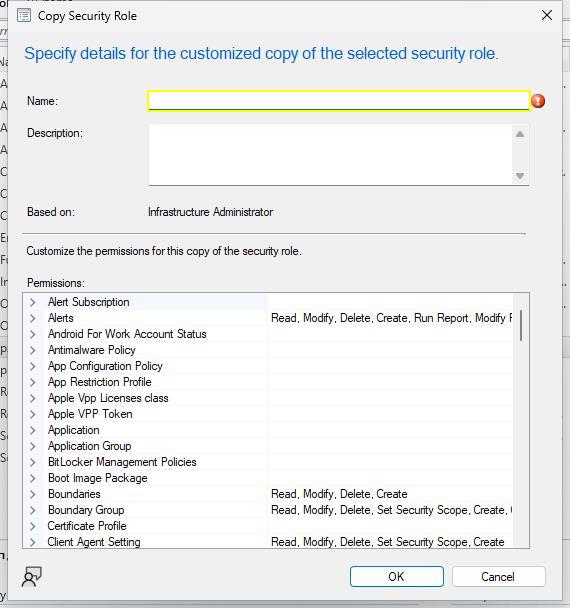 Copy Security Role
Specify details for the customized copy of the selected security role.
Name:
Description:
Based on: Infrastructure Administrator
Customize the permissions for this copy of the security role.
Permissions:
Alert Subscription
Alerts Read, Modify, Delete, Create, Run Report, Modify
Android For Work Account Status
Antimalware Policy
App Configuration Policy
App Restriction Profile
Apple Vpp Licenses class
Apple VPP Token
Application
Application Group
BitLocker Management Policies
Boot Image Package
Boundaries Read, Modify, Delete, Create
Boundary Group Read, Modify, Delete, Set Security Scope, Create,
Certificate Profile
Client Agent Setting Read, Modify, Delete, Set Security Scope, Create
OK Cancel